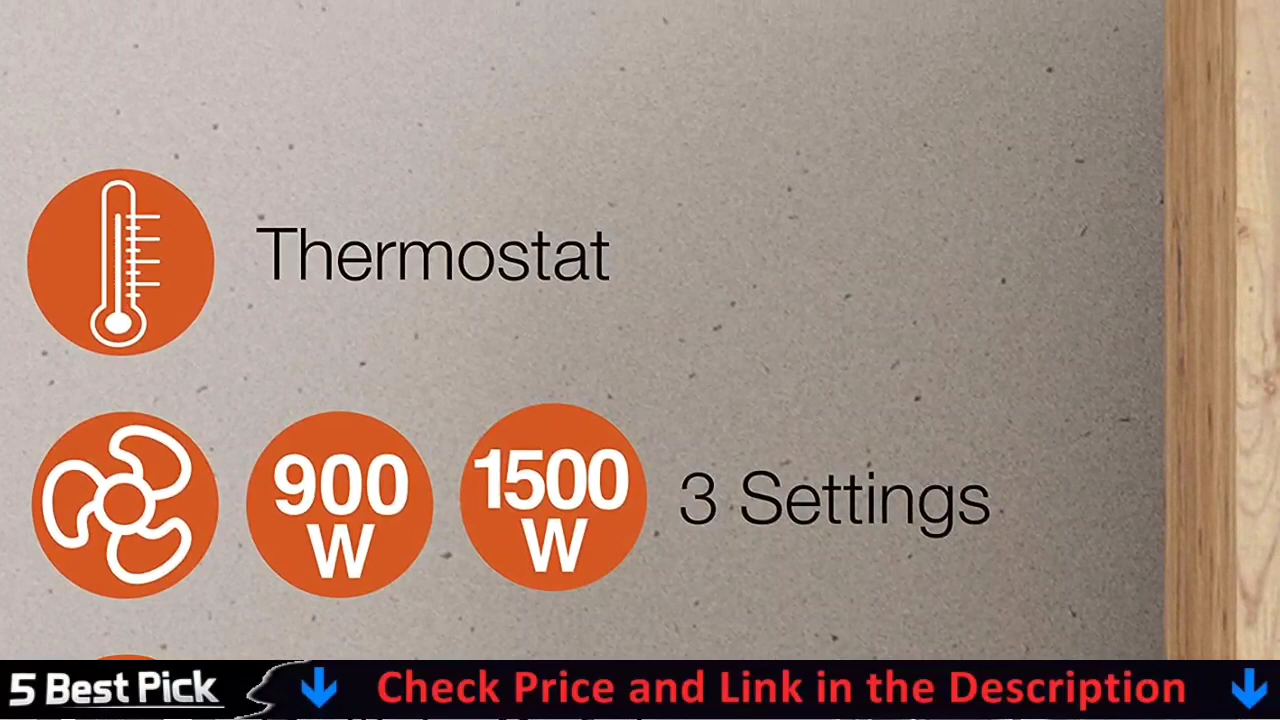 Thermostat
900
W
1500
W
3 Settings
5 Best Pick
Check Price and Link in the Description